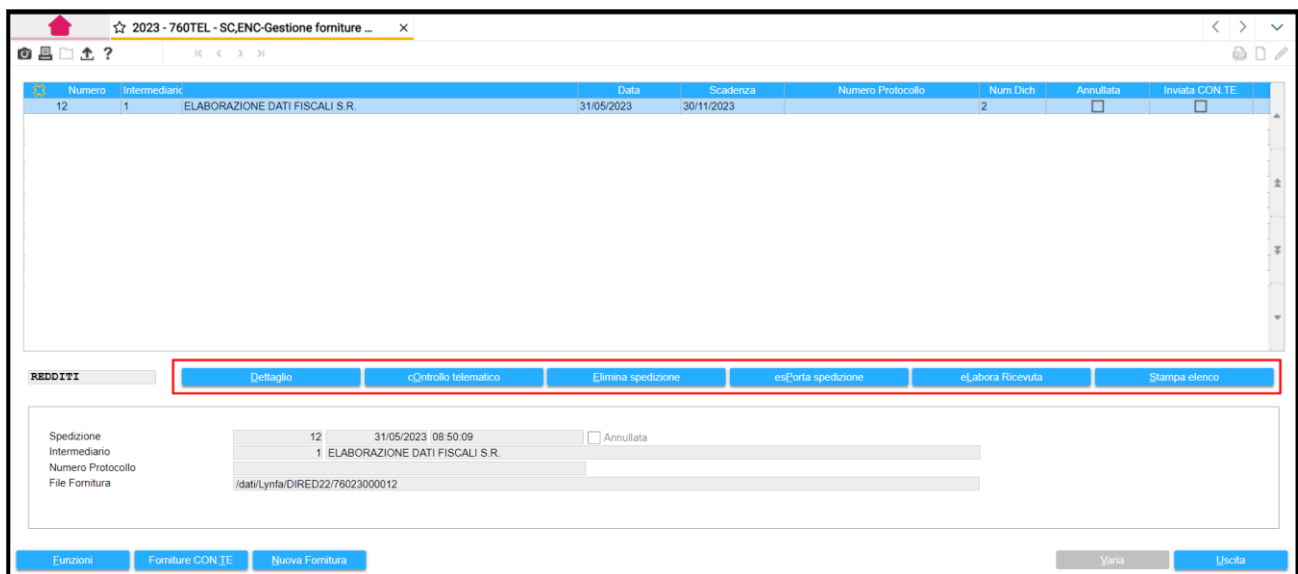 2023 - 760TEL - SC,ENC-Gestione forniture ...
?
Numero Intermediario Data Scadenza Numero Protocollo Num.Dich Annullata Inviata CON.TE.
12 1 ELABORAZIONE DATI FISCALI S.R. 31/05/2023 30/11/2023 2
REDDITI Dettaglio cOntrollo telematico Elimina spedizione esPorta spedizione eLabora Ricevuta Stampa elenco
Spedizione 12 31/05/2023 08:50:09 Annullata
Intermediario 1 ELABORAZIONE DATI FISCALI S.R.
Numero Protocollo
File Fornitura /dati/Lynfa/DIRED22/76023000012
Funzioni Forniture CON.TE Nuova Fornitura Varia Uscita